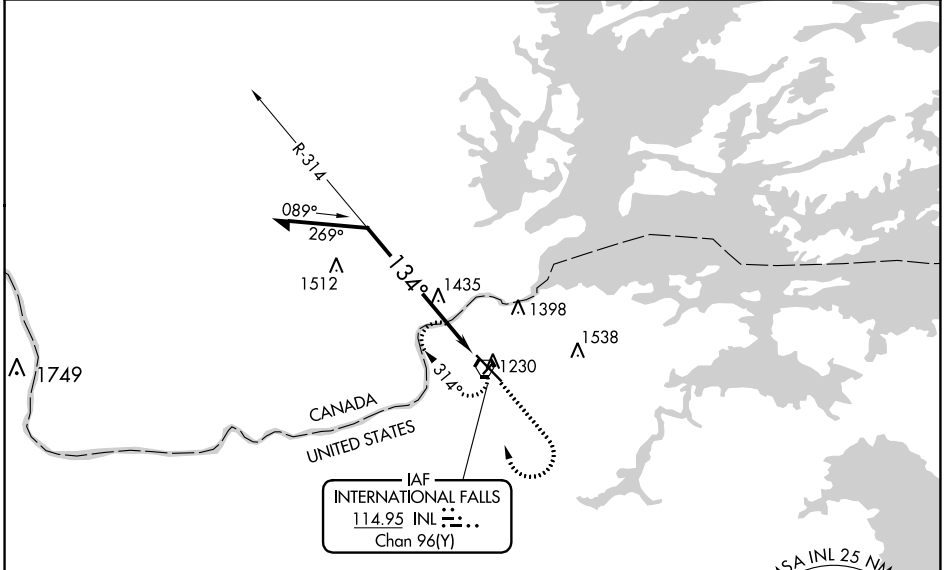 R-314
089°
269°
1512
134°
1435
1398
1538
1230
314°
1749
CANADA
UNITED STATES
IAF
INTERNATIONAL FALLS
114.95 INL
Chan 96(Y)
MSA INL 25 NM